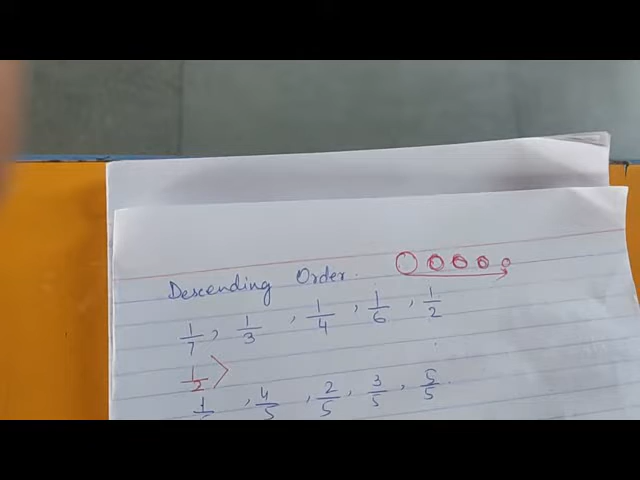 Descending Order.
1/7, 1/3, 1/4, 1/6, 1/2
1/2 >
4/5, 2/5, 3/5, 5/5.